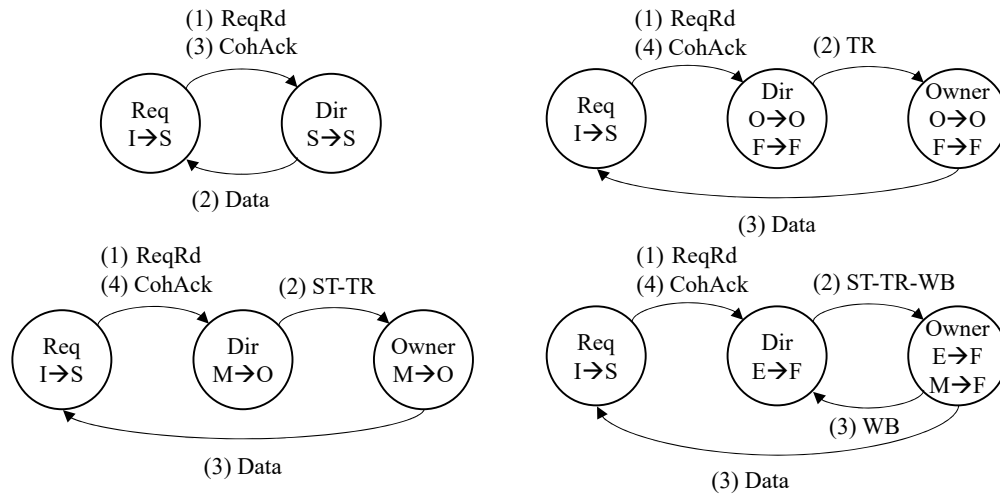 (1) ReqRd
(3) CohAck
Req
I→S
Dir
S→S
(2) Data
(1) ReqRd
(4) CohAck
(2) TR
Req
I→S
Dir
O→O
F→F
Owner
O→O
F→F
(3) Data
(1) ReqRd
(4) CohAck
(2) ST-TR
Req
I→S
Dir
M→O
Owner
M→O
(3) Data
(1) ReqRd
(4) CohAck
(2) ST-TR-WB
Req
I→S
Dir
E→F
Owner
E→F
M→F
(3) WB
(3) Data